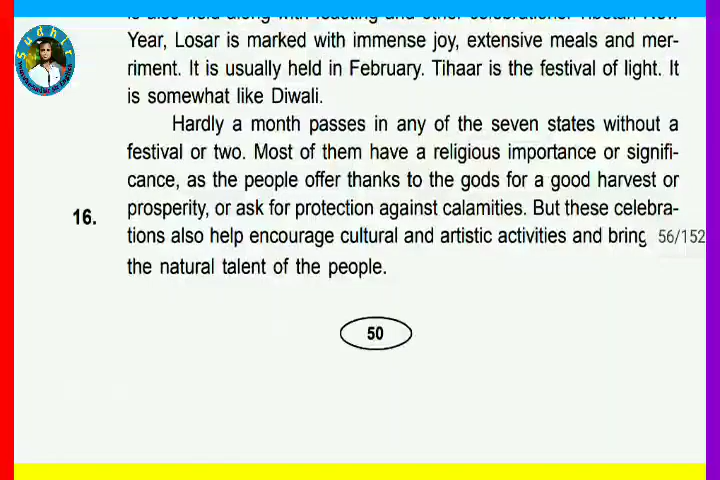 Sudhir
Year, Losar is marked with immense joy, extensive meals and mer-
riment. It is usually held in February. Tihaar is the festival of light. It
is somewhat like Diwali.
Hardly a month passes in any of the seven states without a
festival or two. Most of them have a religious importance or signifi-
cance, as the people offer thanks to the gods for a good harvest or
16. prosperity, or ask for protection against calamities. But these celebra-
tions also help encourage cultural and artistic activities and bring 56/152
the natural talent of the people.
50